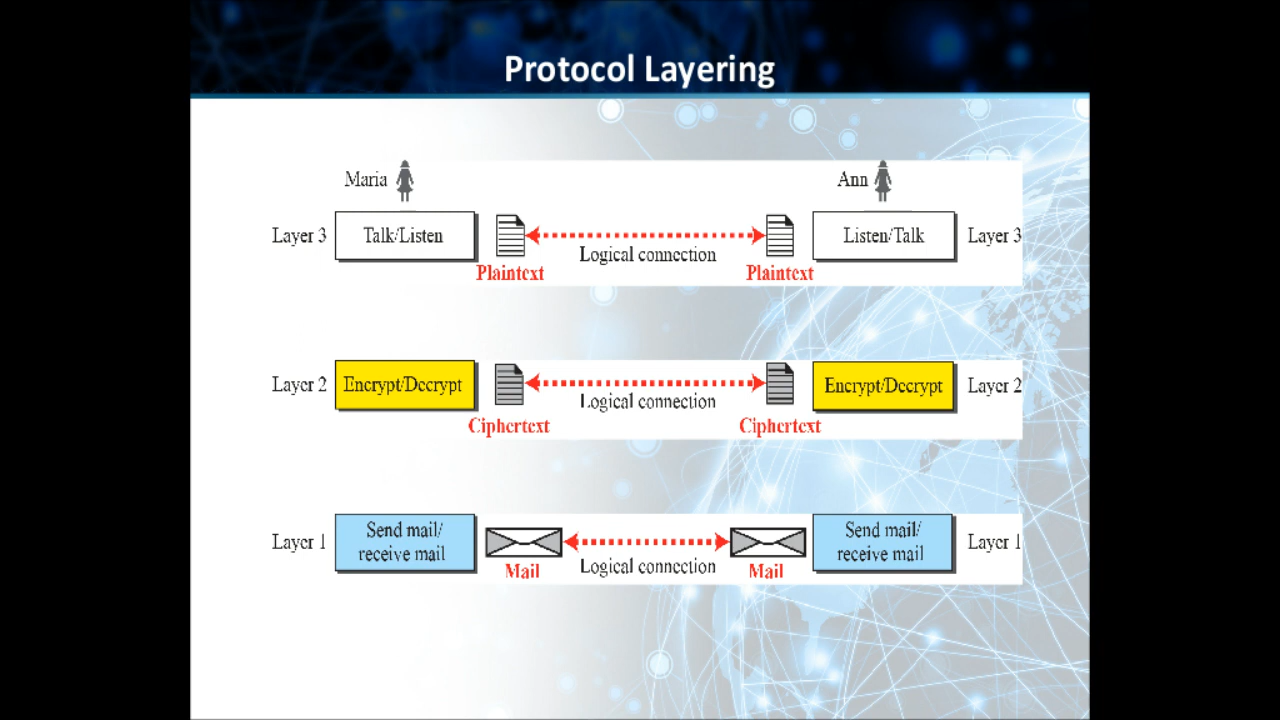 Protocol Layering
Maria
Ann
Layer 3
Talk/Listen
Logical connection
Listen/Talk
Layer 3
Plaintext
Plaintext
Layer 2
Encrypt/Decrypt
Logical connection
Encrypt/Decrypt
Layer 2
Ciphertext
Ciphertext
Layer 1
Send mail/
receive mail
Logical connection
Send mail/
receive mail
Layer 1
Mail
Mail